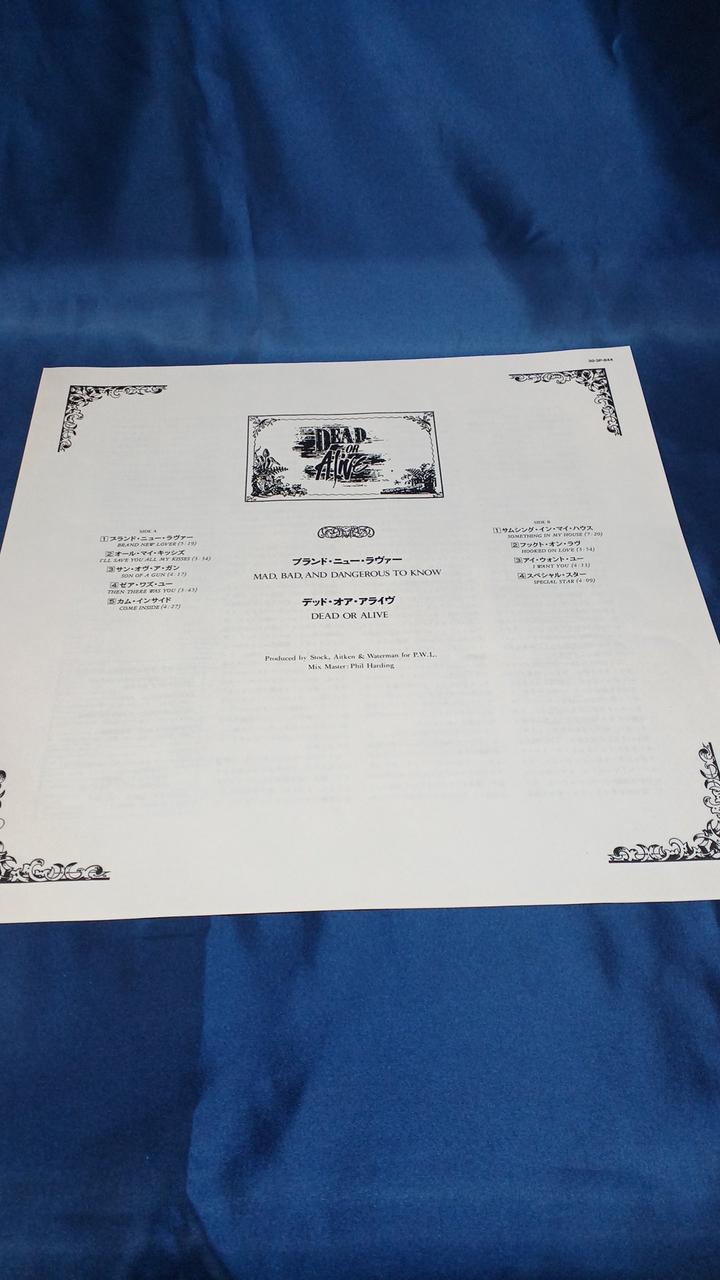 30·3P-844
DEAD
OR
Alive
SIDE A
1 ブランド・ニュー・ラヴァー
BRAND NEW LOVER (5:19)
2 オール・マイ・キッシズ
I'LL SAVE YOU ALL MY KISSES (3:34)
3 サン・オヴ・ア・ガン
SON OF A GUN (4:17)
4 ゼア・ワズ・ユー
THEN THERE WAS YOU (3:43)
5 カム・インサイド
COME INSIDE (4:27)
ブランド・ニュー・ラヴァー
MAD, BAD, AND DANGEROUS TO KNOW
デッド・オア・アライヴ
DEAD OR ALIVE
Produced by Stock, Aitken & Waterman for P.W.L.
Mix Master: Phil Harding
SIDE B
1 サムシング・イン・マイ・ハウス
SOMETHING IN MY HOUSE (7:20)
2 フックト・オン・ラヴ
HOOKED ON LOVE (3:54)
3 アイ・ウォント・ユー
I WANT YOU (4:11)
4 スペシャル・スター
SPECIAL STAR (4:09)